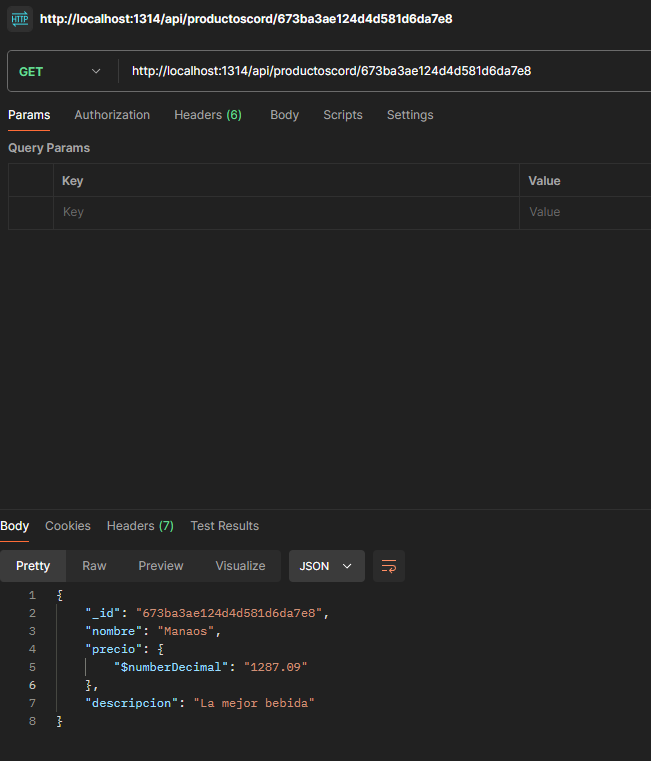 HTTP http://localhost:1314/api/productoscord/673ba3ae124d4d581d6da7e8
GET http://localhost:1314/api/productoscord/673ba3ae124d4d581d6da7e8
Params Authorization Headers (6) Body Scripts Settings
Query Params
Key Value
Key Value
Body Cookies Headers (7) Test Results
Pretty Raw Preview Visualize JSON
1 {
2 "_id": "673ba3ae124d4d581d6da7e8",
3 "nombre": "Manaos",
4 "precio": {
5 "$numberDecimal": "1287.09"
6 },
7 "descripcion": "La mejor bebida"
8 }